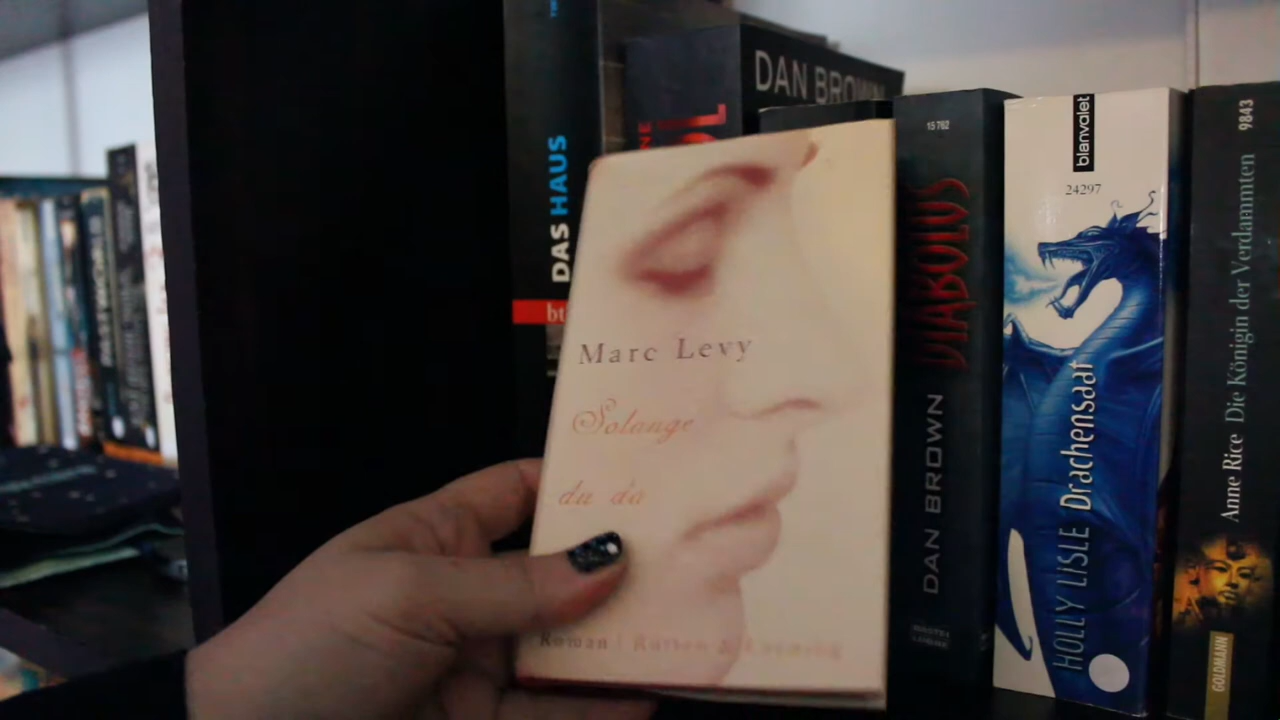 DAS HAUS
bt
DAN BROWN
Marc Levy
Solange
du da
Roman | Rütten & Loening
15 762
DIABOLUS
DAN BROWN
blanvalet
24297
HOLLY LISLE Drachensaat
9843
Anne Rice Die Königin der Verdammten
GOLDMANN